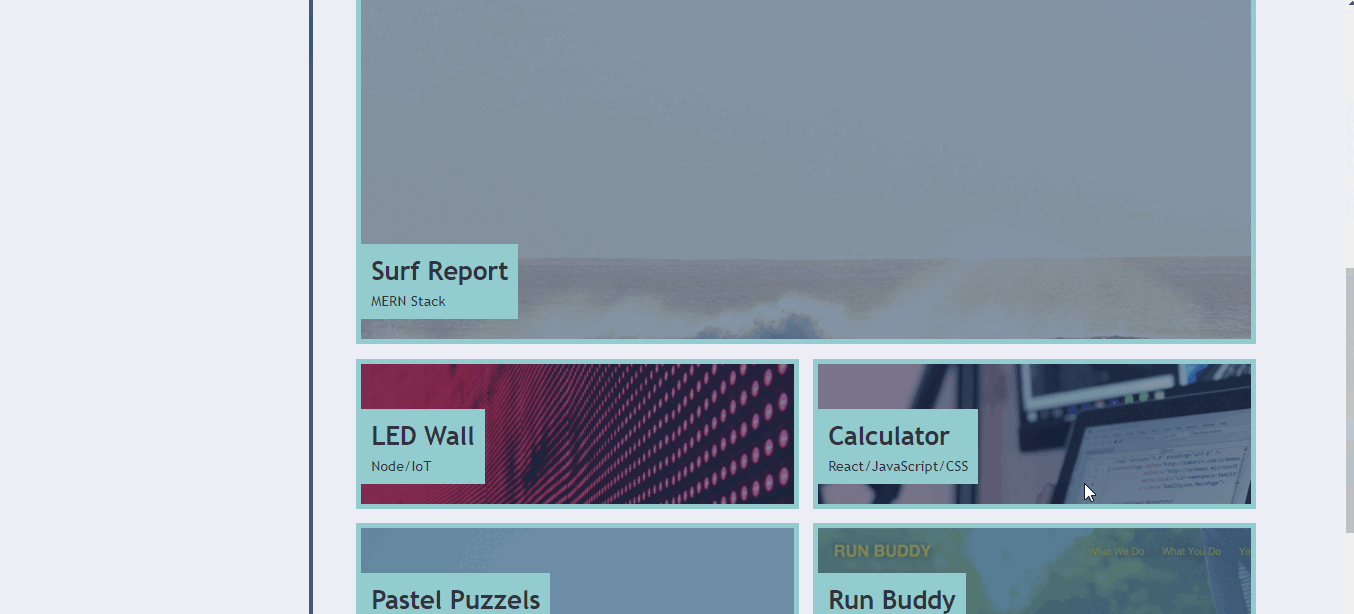 Surf Report
MERN Stack
LED Wall
Node/IoT
Calculator
React/JavaScript/CSS
Pastel Puzzels
RUN BUDDY
What We Do What You Do Yo
Run Buddy